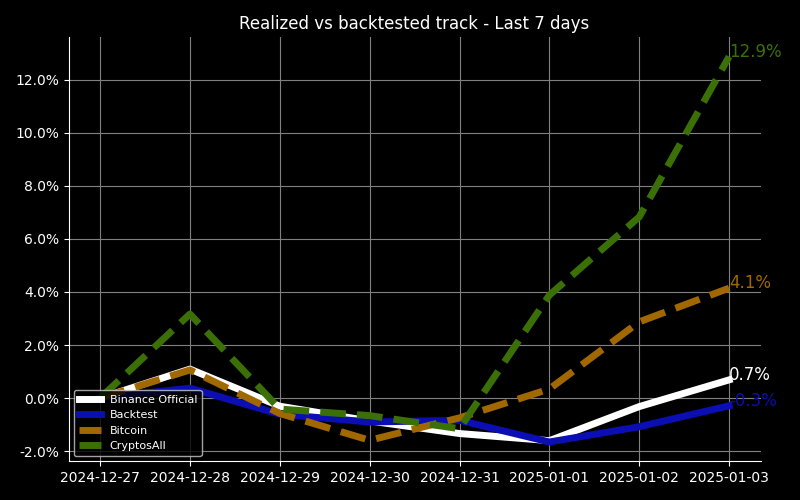 Realized vs backtested track - Last 7 days
12.9%
12.0%
10.0%
8.0%
6.0%
4.0%
4.1%
2.0%
0.7%
0.0%
-0.3%
-2.0%
Binance Official
Backtest
Bitcoin
CryptosAll
2024-12-27 2024-12-28 2024-12-29 2024-12-30 2024-12-31 2025-01-01 2025-01-02 2025-01-03